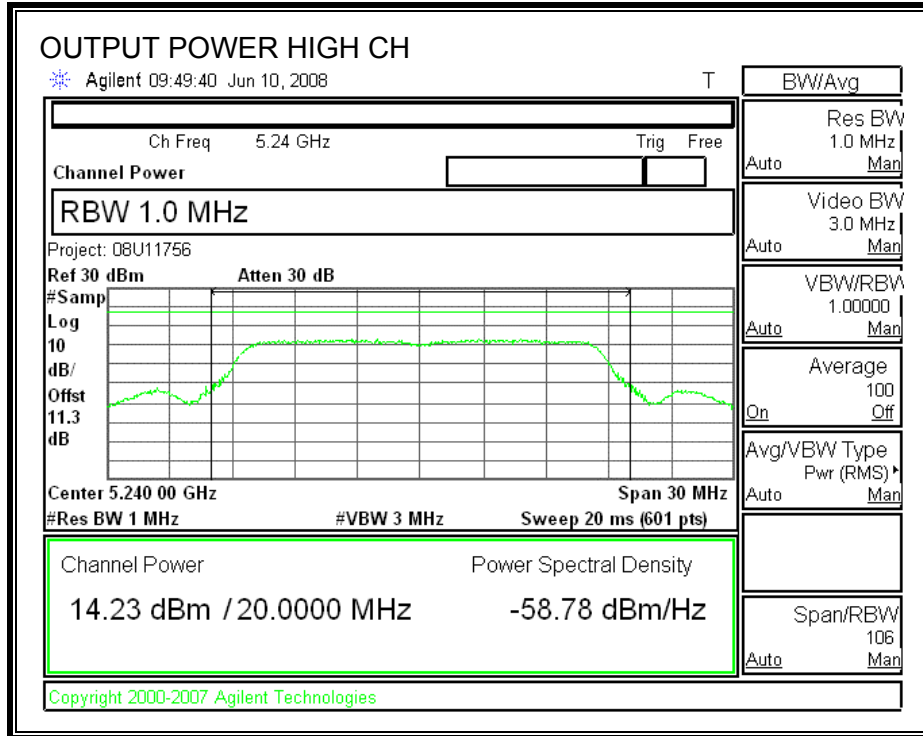 OUTPUT POWER HIGH CH
Agilent 09:49:40 Jun 10, 2008 T
Ch Freq 5.24 GHz Trig Free
Channel Power
RBW 1.0 MHz
Project: 08U11756
Ref 30 dBm Atten 30 dB
#Samp
Log
10
dB/
Offst
11.3
dB
Center 5.240 00 GHz Span 30 MHz
#Res BW 1 MHz #VBW 3 MHz Sweep 20 ms (601 pts)
Channel Power Power Spectral Density
14.23 dBm / 20.0000 MHz -58.78 dBm/Hz
Copyright 2000-2007 Agilent Technologies
BW/Avg
Res BW
1.0 MHz
Auto Man
Video BW
3.0 MHz
Auto Man
VBW/RBW
1.00000
Auto Man
Average
100
On Off
Avg/VBW Type
Pwr (RMS)
Auto Man
Span/RBW
106
Auto Man